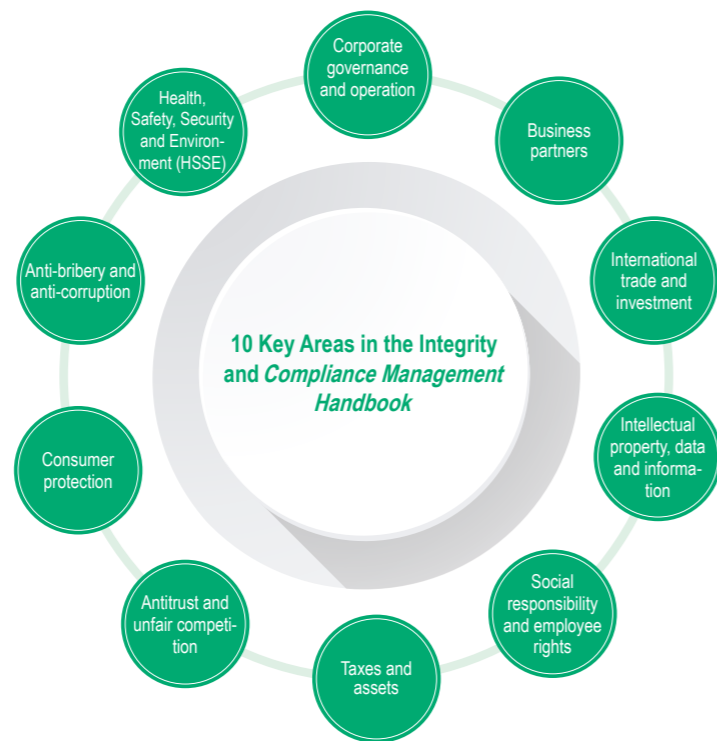 Corporate
governance
and operation
Business
partners
International
trade and
investment
Intellectual
property, data
and informa-
tion
Social
responsibility
and employee
rights
Taxes and
assets
Antitrust and
unfair competi-
tion
Consumer
protection
Anti-bribery and
anti-corruption
Health,
Safety, Security
and Environ-
ment (HSSE)
10 Key Areas in the Integrity
and Compliance Management
Handbook